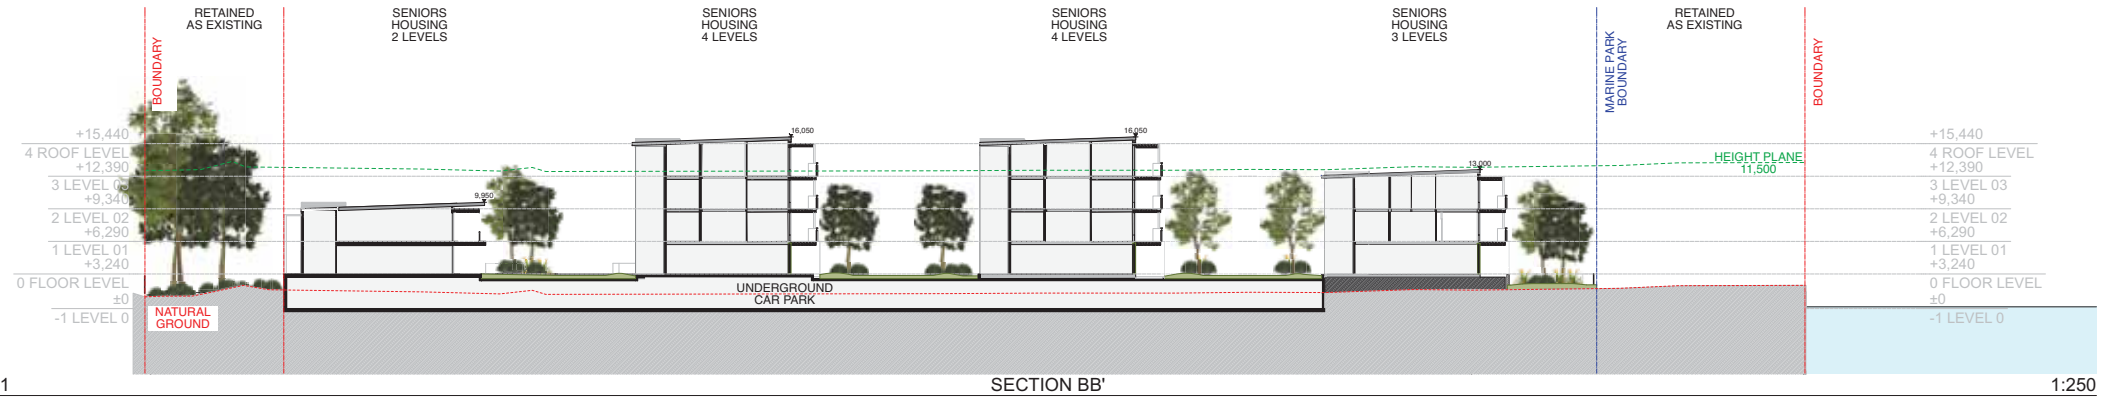 RETAINED
AS EXISTING
SENIORS
HOUSING
2 LEVELS
SENIORS
HOUSING
4 LEVELS
SENIORS
HOUSING
4 LEVELS
SENIORS
HOUSING
3 LEVELS
RETAINED
AS EXISTING
BOUNDARY
MARINE PARK
BOUNDARY
BOUNDARY
+15,440
4 ROOF LEVEL
+12,390
3 LEVEL 03
+9,340
2 LEVEL 02
+6,290
1 LEVEL 01
+3,240
0 FLOOR LEVEL
±0
-1 LEVEL 0
NATURAL
GROUND
9,950
16,050
16,050
13,000
HEIGHT PLANE
11,500
UNDERGROUND
CAR PARK
+15,440
4 ROOF LEVEL
+12,390
3 LEVEL 03
+9,340
2 LEVEL 02
+6,290
1 LEVEL 01
+3,240
0 FLOOR LEVEL
±0
-1 LEVEL 0
1
SECTION BB'
1:250